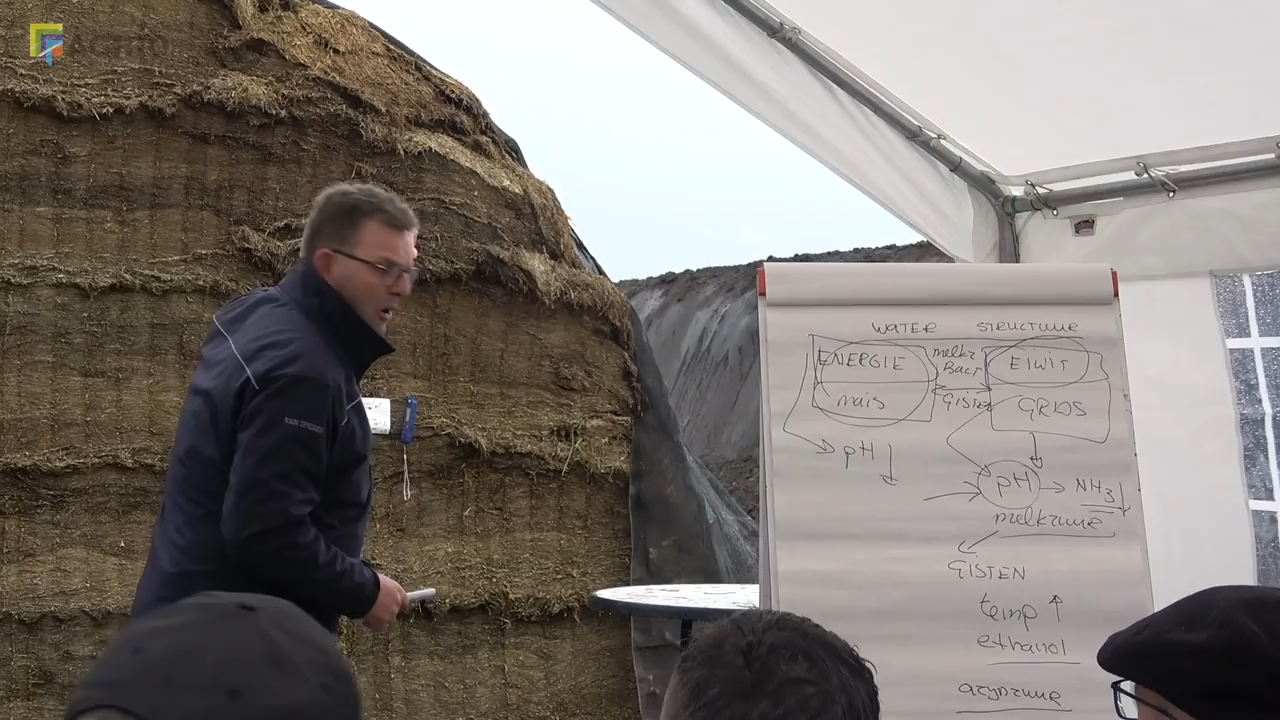 WATER STRUCTUUR
ENERGIE melkz Bact EIWIT
mais GISTEN GRAS
pH
pH NH3
melkzuur
GISTEN
temp
ethanol
azijnzuur